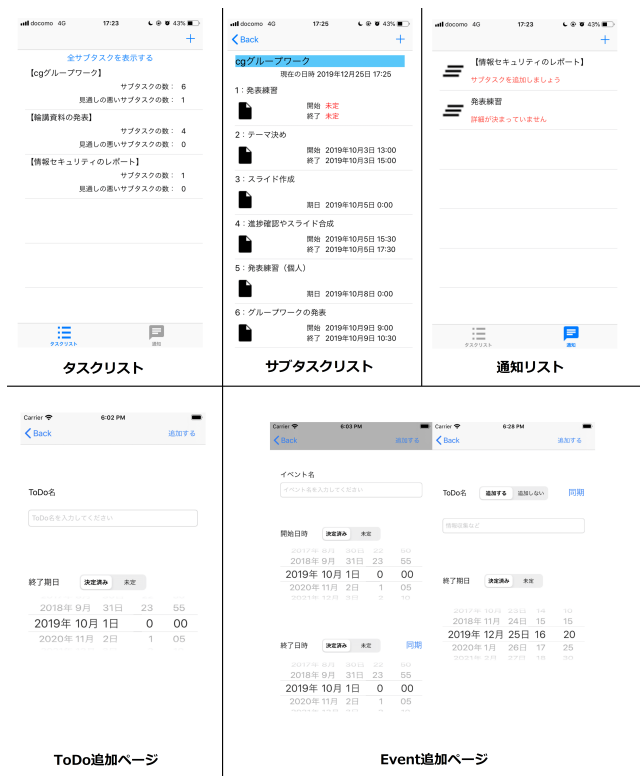 docomo 4G 17:23 43%
+
全サブタスクを表示する
【cgグループワーク】
サブタスクの数： 6
見通しの悪いサブタスクの数： 1
【輪講資料の発表】
サブタスクの数： 4
見通しの悪いサブタスクの数： 0
【情報セキュリティのレポート】
サブタスクの数： 1
見通しの悪いサブタスクの数： 0
タスクリスト
通知
タスクリスト
docomo 4G 17:25 43%
Back +
cgグループワーク
現在の日時 2019年12月25日 17:25
1：発表練習
開始 未定
終了 未定
2：テーマ決め
開始 2019年10月3日 13:00
終了 2019年10月3日 15:00
3：スライド作成
期日 2019年10月5日 0:00
4：進捗確認やスライド合成
開始 2019年10月5日 15:30
終了 2019年10月5日 17:30
5：発表練習（個人）
期日 2019年10月8日 0:00
6：グループワークの発表
開始 2019年10月9日 9:00
終了 2019年10月9日 10:30
サブタスクリスト
docomo 4G 17:23 43%
+
【情報セキュリティのレポート】
サブタスクを追加しましょう
発表練習
詳細が決まっていません
タスクリスト
通知
通知リスト
Carrier 6:02 PM
Back 追加する
ToDo名
ToDo名を入力してください
終了期日 決定済み 未定
2018年 9月 31日 23 55
2019年 10月 1日 0 00
2020年 11月 2日 1 05
ToDo追加ページ
Carrier 6:03 PM
Back 追加する
イベント名
イベント名を入力してください
開始日時 決定済み 未定
2018年 9月 31日 23 55
2019年 10月 1日 0 00
2020年 11月 2日 1 05
終了日時 決定済み 未定 同期
2018年 9月 31日 23 55
2019年 10月 1日 0 00
2020年 11月 2日 1 05
Carrier 6:28 PM
Back 追加する
ToDo名 追加する 追加しない 同期
情報収集など
終了期日 決定済み 未定
2018年 11月 24日 15 15
2019年 12月 25日 16 20
2020年 1月 26日 17 25
Event追加ページ